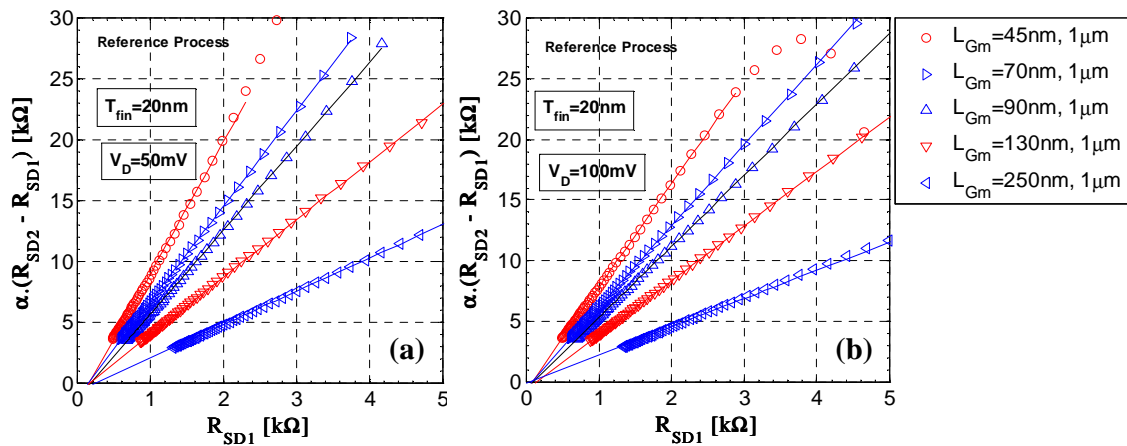 30
25
20
15
10
5
0
α.(R_SD2 - R_SD1) [kΩ]
Reference Process
T_fin=20nm
V_D=50mV
(a)
0 1 2 3 4 5
R_SD1 [kΩ]
30
25
20
15
10
5
0
α.(R_SD2 - R_SD1) [kΩ]
Reference Process
T_fin=20nm
V_D=100mV
(b)
0 1 2 3 4 5
R_SD1 [kΩ]
L_Gm=45nm, 1μm
L_Gm=70nm, 1μm
L_Gm=90nm, 1μm
L_Gm=130nm, 1μm
L_Gm=250nm, 1μm